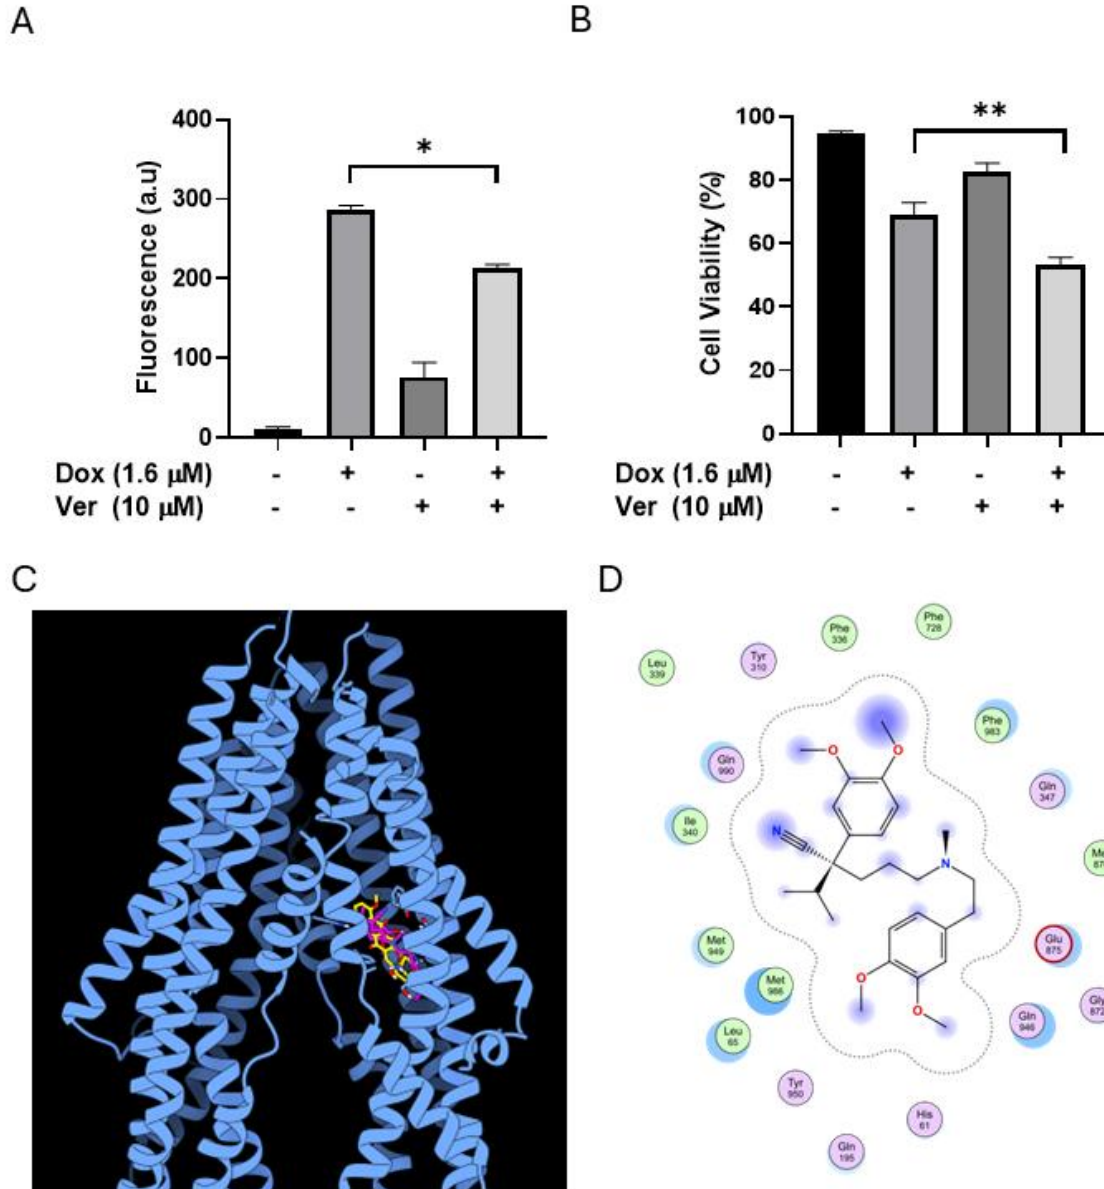 A
B
*
**
400
300
200
100
0
Fluorescence (a.u)
100
80
60
40
20
0
Cell Viability (%)
Dox (1.6 μM) - + - +
Ver (10 μM) - - + +
Dox (1.6 μM) - + - +
Ver (10 μM) - - + +
C
D
Phe
728
Phe
336
Tyr
310
Leu
339
Phe
983
Gln
990
Gln
347
Ile
340
O
O
N
N
Met
949
Glu
875
Met
986
O
O
Gly
872
Gln
946
Leu
65
Tyr
950
His
61
Gln
195